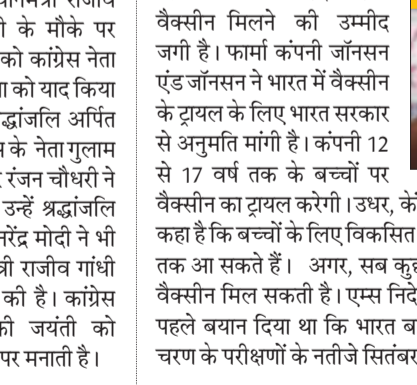 के मौके पर
को कांग्रेस नेता
को याद किया
द्धांजलि अर्पित
के नेता गुलाम
रंजन चौधरी ने
उन्हें श्रद्धांजलि
नरेंद्र मोदी ने भी
त्री राजीव गांधी
की है। कांग्रेस
की जयंती को
पर मनाती है।
वैक्सीन मिलने की उम्मीद
जगी है। फार्मा कंपनी जॉनसन
एंड जॉनसन ने भारत में वैक्सीन
के ट्रायल के लिए भारत सरकार
से अनुमति मांगी है। कंपनी 12
से 17 वर्ष तक के बच्चों पर
वैक्सीन का ट्रायल करेगी। उधर,
कहा है कि बच्चों के लिए विकसित
तक आ सकते हैं। अगर, सब कुछ
वैक्सीन मिल सकती है। एम्स निदे
पहले बयान दिया था कि भारत ब
चरण के परीक्षणों के नतीजे सितंबर